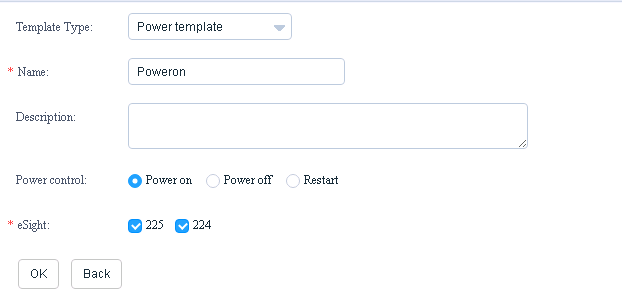 Template Type: Power template
* Name: Poweron
Description:
Power control: Power on Power off Restart
* eSight: 225 224
OK Back